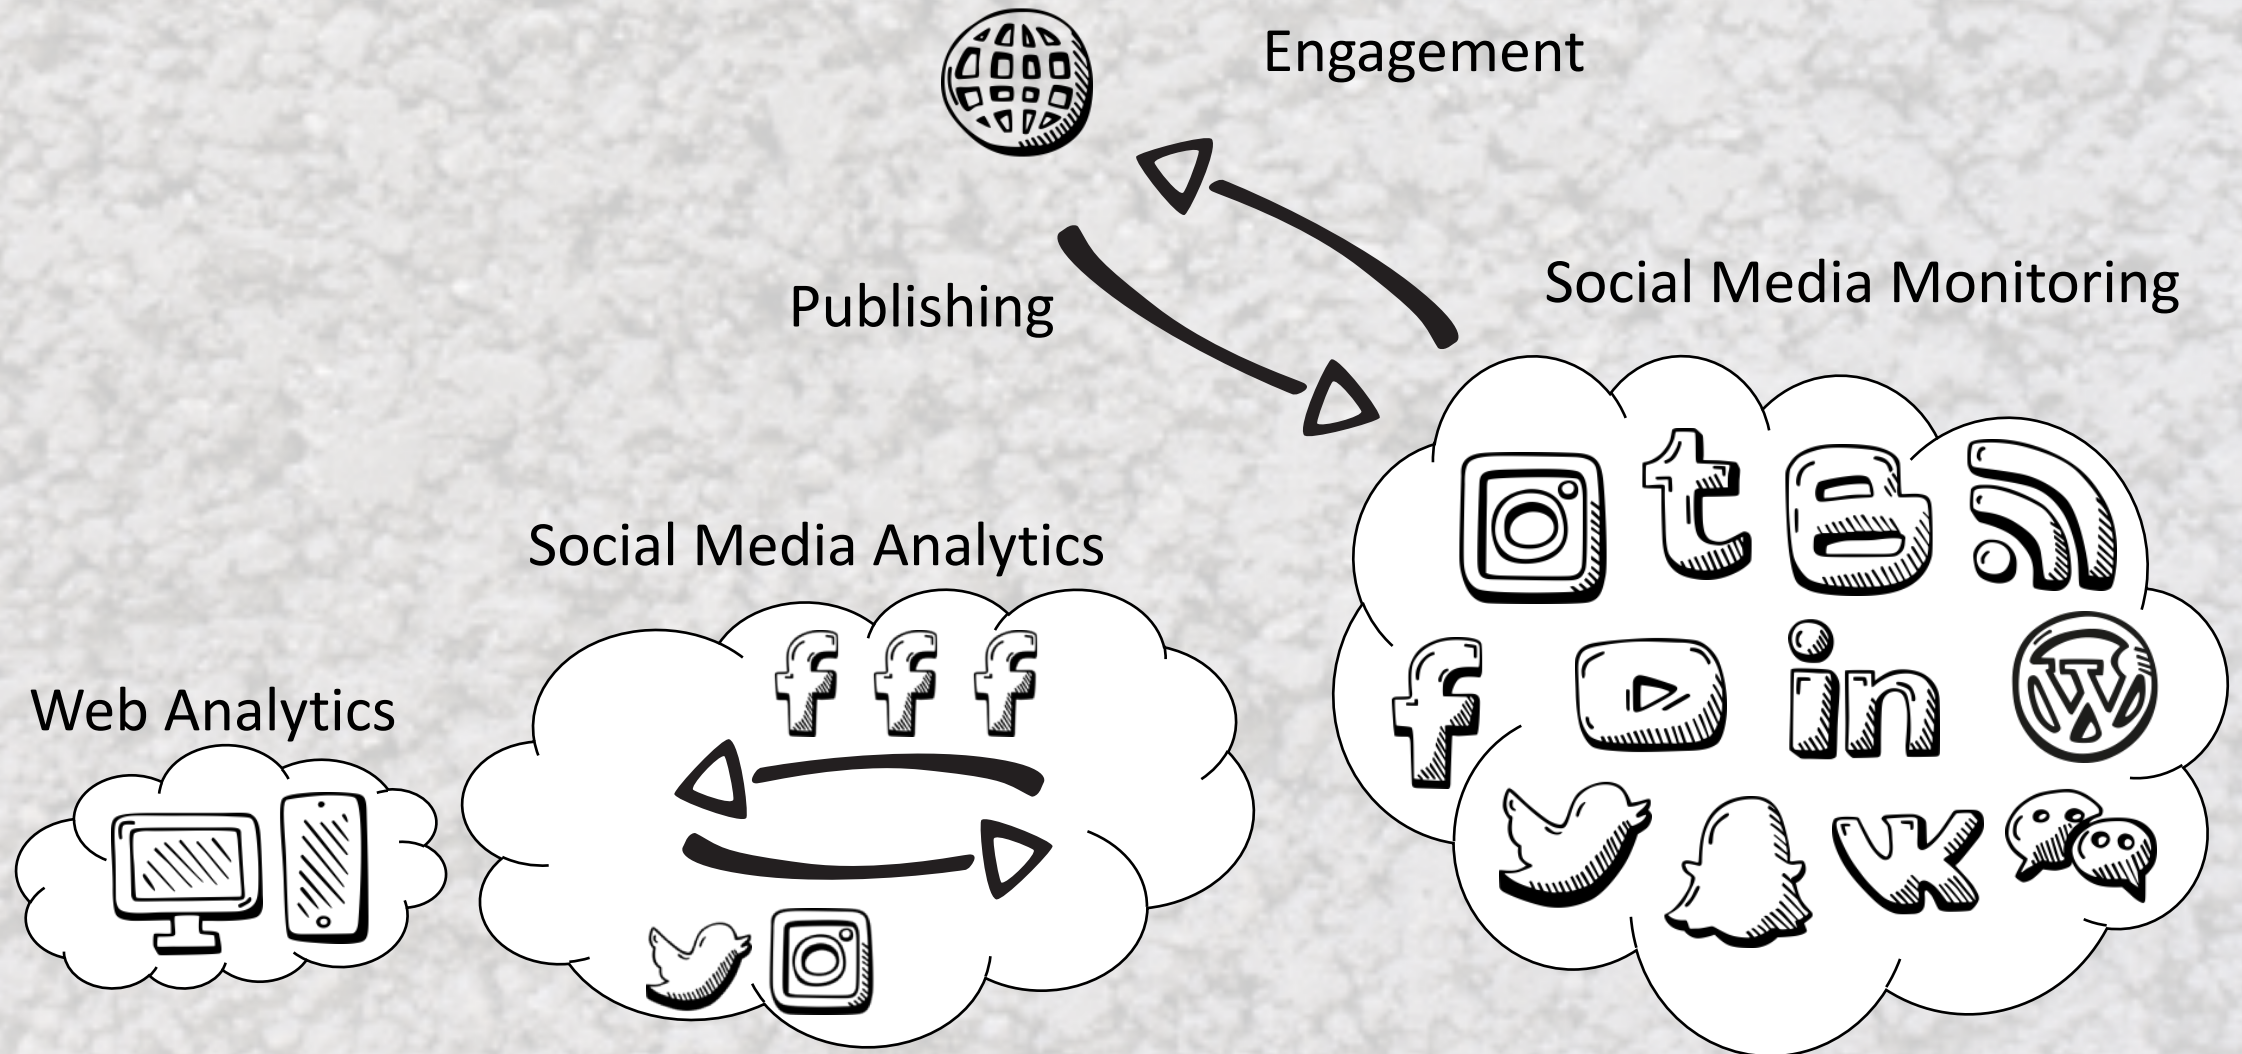 Engagement
Publishing
Social Media Monitoring
Social Media Analytics
Web Analytics